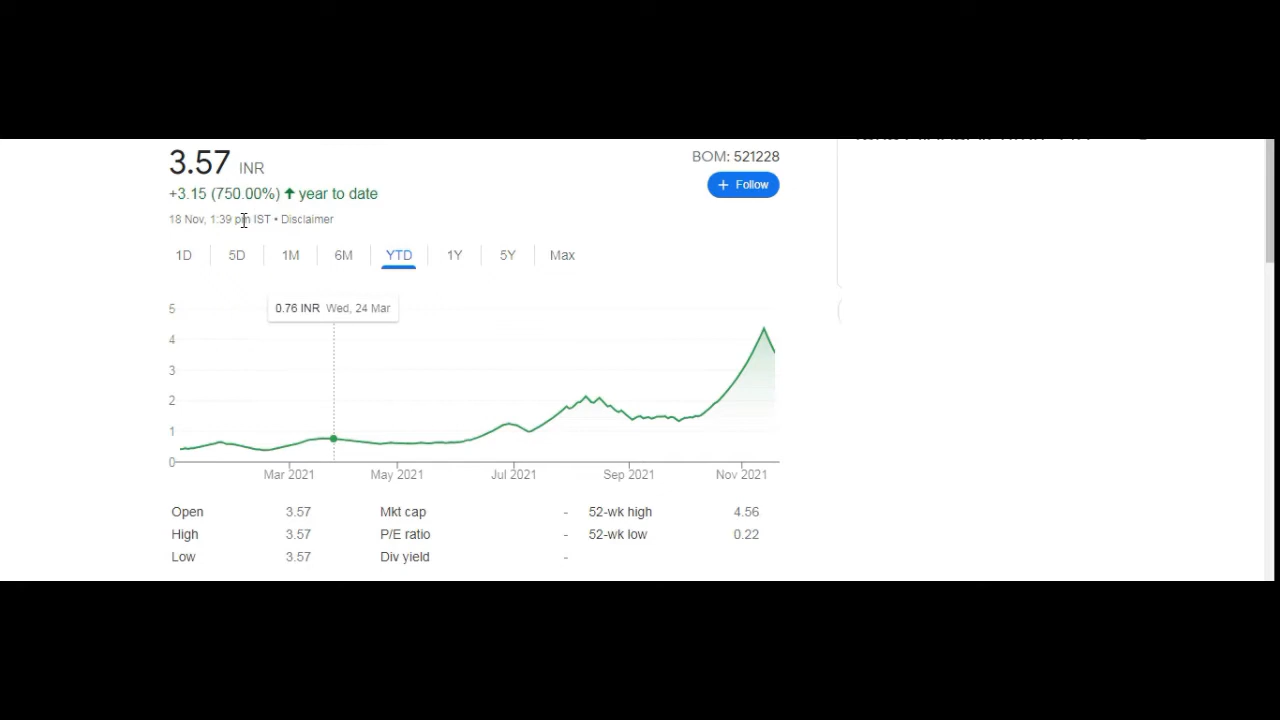 3.57 INR
BOM: 521228
+3.15 (750.00%) year to date
+ Follow
18 Nov, 1:39 pm IST • Disclaimer
1D 5D 1M 6M YTD 1Y 5Y Max
0.76 INR Wed, 24 Mar
5
4
3
2
1
0
Mar 2021 May 2021 Jul 2021 Sep 2021 Nov 2021
Open 3.57 Mkt cap - 52-wk high 4.56
High 3.57 P/E ratio - 52-wk low 0.22
Low 3.57 Div yield -